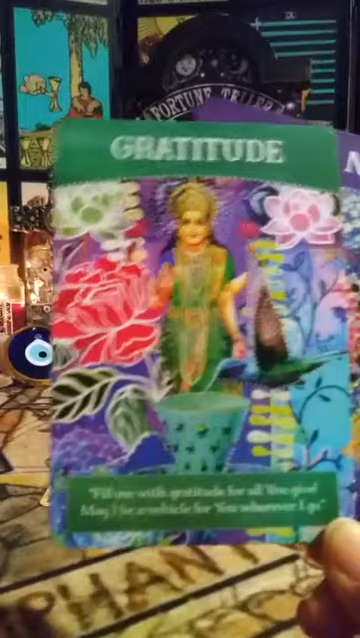 FORTUNE TELLER
GRATITUDE
"Fill me with gratitude for all You give!
May I be a vehicle for You wherever I go"